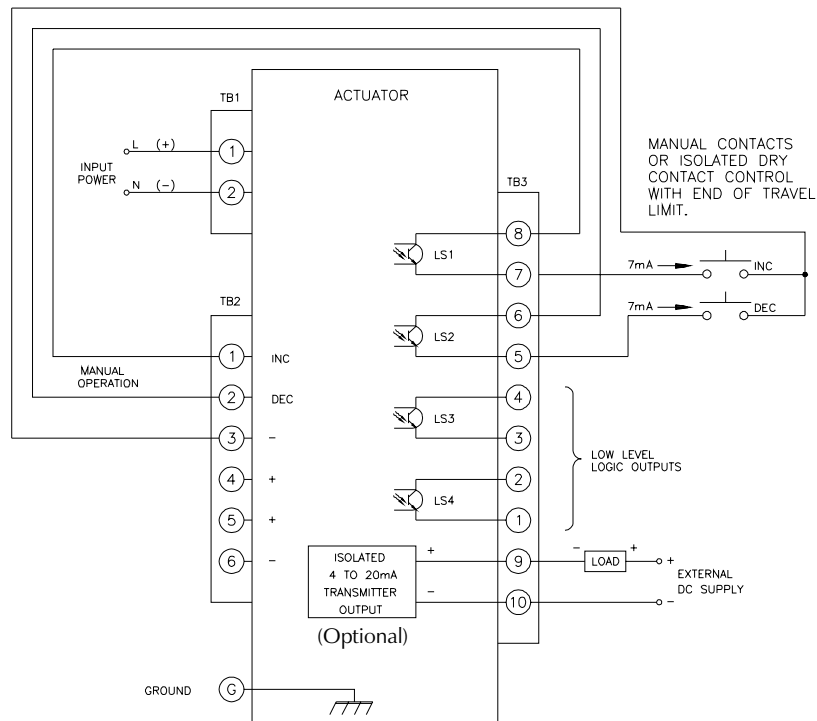 TB1
ACTUATOR
L (+)
1
INPUT
POWER
N (-)
2
MANUAL CONTACTS
OR ISOLATED DRY
CONTACT CONTROL
WITH END OF TRAVEL
LIMIT.
TB3
8
LS1
7
7mA
INC
7mA
DEC
TB2
6
LS2
5
1
INC
MANUAL
OPERATION
2
DEC
3
-
4
+
5
+
6
-
4
LS3
3
2
LS4
1
LOW LEVEL
LOGIC OUTPUTS
ISOLATED
4 TO 20mA
TRANSMITTER
OUTPUT
+
-
(Optional)
9
10
- LOAD +
+
EXTERNAL
DC SUPPLY
-
GROUND
G